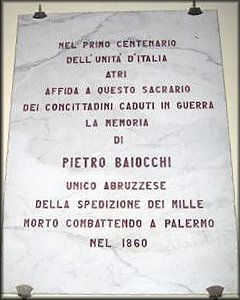 NEL PRIMO CENTENARIO
DELL'UNITA' D'ITALIA
ATRI
AFFIDA A QUESTO SACRARIO
DEI CONCITTADINI CADUTI IN GUERRA
LA MEMORIA
DI
PIETRO BAIOCCHI
UNICO ABRUZZESE
DELLA SPEDIZIONE DEI MILLE
MORTO COMBATTENDO A PALERMO
NEL 1860